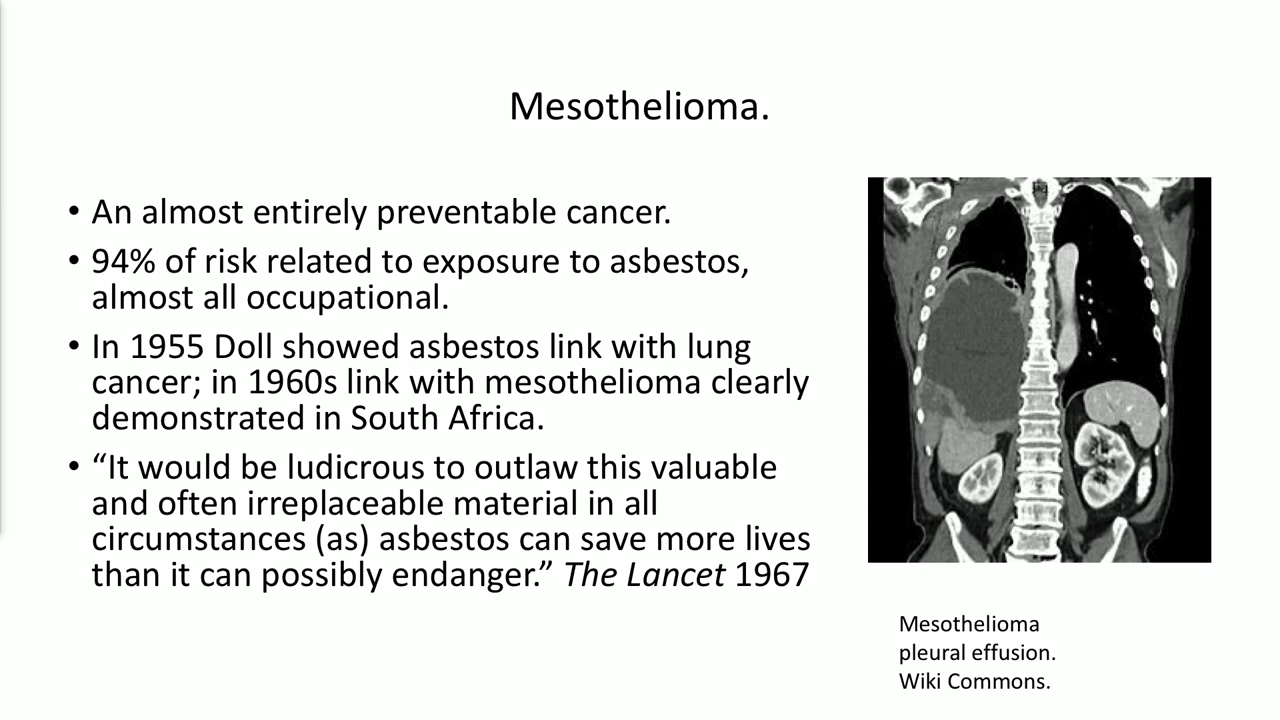 Mesothelioma.
• An almost entirely preventable cancer.
• 94% of risk related to exposure to asbestos,
almost all occupational.
• In 1955 Doll showed asbestos link with lung
cancer; in 1960s link with mesothelioma clearly
demonstrated in South Africa.
• “It would be ludicrous to outlaw this valuable
and often irreplaceable material in all
circumstances (as) asbestos can save more lives
than it can possibly endanger.” The Lancet 1967
Mesothelioma
pleural effusion.
Wiki Commons.